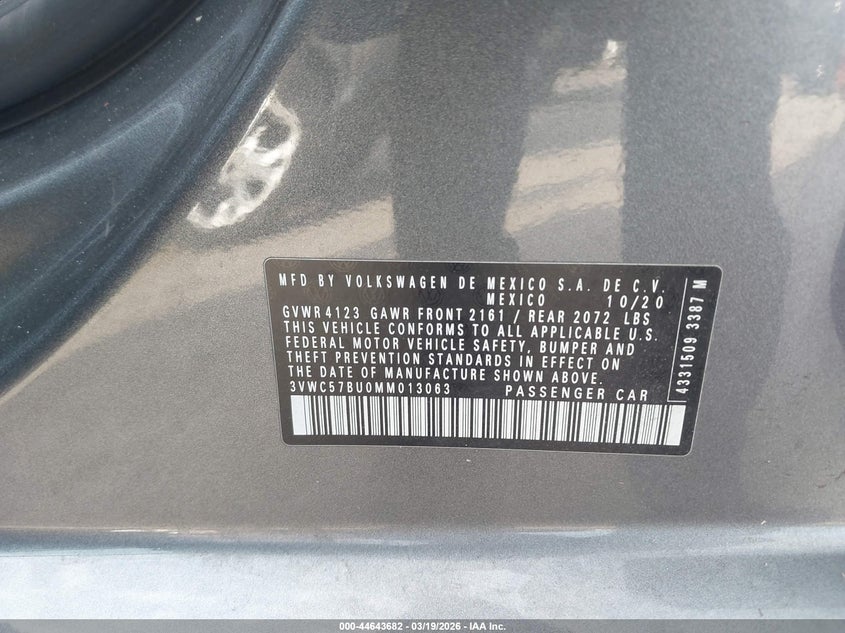 MFD BY VOLKSWAGEN DE MEXICO S.A. DE C.V.
MEXICO 10/20
GVWR 4123 GAWR FRONT 2161 / REAR 2072 LBS
THIS VEHICLE CONFORMS TO ALL APPLICABLE U.S.
FEDERAL MOTOR VEHICLE SAFETY, BUMPER AND
THEFT PREVENTION STANDARDS IN EFFECT ON
THE DATE OF MANUFACTURE SHOWN ABOVE.
3VWC57BU0MM013063 PASSENGER CAR
4331509 3387 M
000-44643682 - 03/19/2026 - IAA Inc.